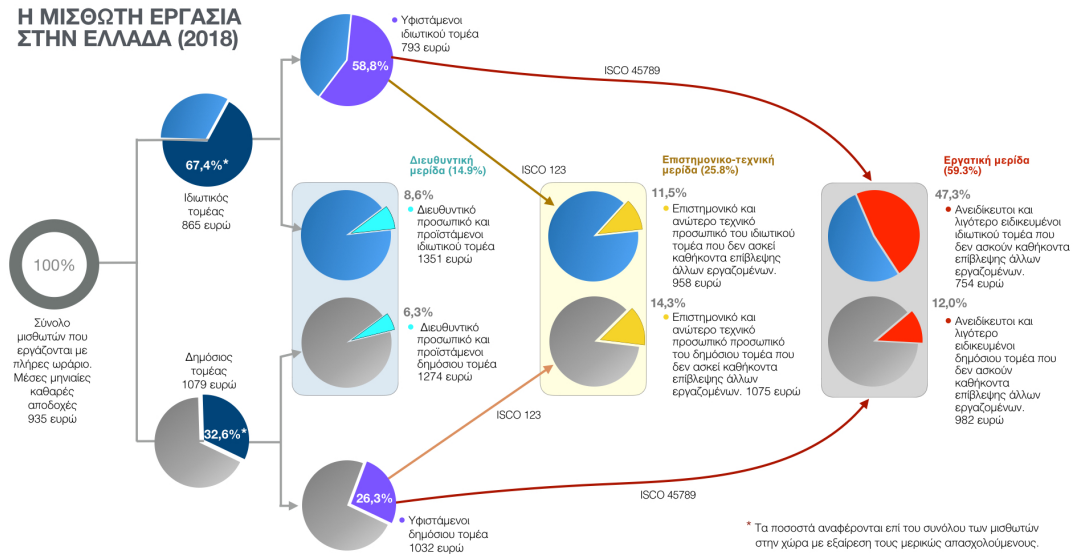 Η ΜΙΣΘΩΤΗ ΕΡΓΑΣΙΑ
ΣΤΗΝ ΕΛΛΑΔΑ (2018)
100%
Σύνολο
μισθωτών που
εργάζονται με
πλήρες ωράριο.
Μέσες μηνιαίες
καθαρές
αποδοχές
935 ευρώ
67,4%*
Ιδιωτικός
τομέας
865 ευρώ
Δημόσιος
τομέας
1079 ευρώ
32,6%*
58,8%
Υφιστάμενοι
ιδιωτικού τομέα
793 ευρώ
ISCO 45789
ISCO 123
Διευθυντική
μερίδα (14.9%)
8,6%
Διευθυντικό
προσωπικό και
προϊστάμενοι
ιδιωτικού τομέα
1351 ευρώ
6,3%
Διευθυντικό
προσωπικό και
προϊστάμενοι
δημόσιου τομέα
1274 ευρώ
Επιστημονικο-τεχνική
μερίδα (25.8%)
11,5%
Επιστημονικό και
ανώτερο τεχνικό
προσωπικό του ιδιωτικού
τομέα που δεν ασκεί
καθήκοντα επίβλεψης
άλλων εργαζομένων.
958 ευρώ
14,3%
Επιστημονικό και
ανώτερο τεχνικό
προσωπικό προσωπικό
του δημόσιου τομέα που
δεν ασκεί καθήκοντα
επίβλεψης άλλων
εργαζομένων. 1075 ευρώ
Εργατική μερίδα
(59.3%)
47,3%
Ανειδίκευτοι και
λιγότερο ειδικευμένοι
ιδιωτικού τομέα που
δεν ασκούν καθήκοντα
επίβλεψης άλλων
εργαζομένων.
754 ευρώ
12,0%
Ανειδίκευτοι και
λιγότερο
ειδικευμένοι
δημόσιου τομέα που
δεν ασκούν
καθήκοντα
επίβλεψης άλλων
εργαζομένων.
982 ευρώ
ISCO 123
ISCO 45789
26,3%
Υφιστάμενοι
δημόσιου τομέα
1032 ευρώ
* Τα ποσοστά αναφέρονται επί του συνόλου των μισθωτών
στην χώρα με εξαίρεση τους μερικώς απασχολούμενους.